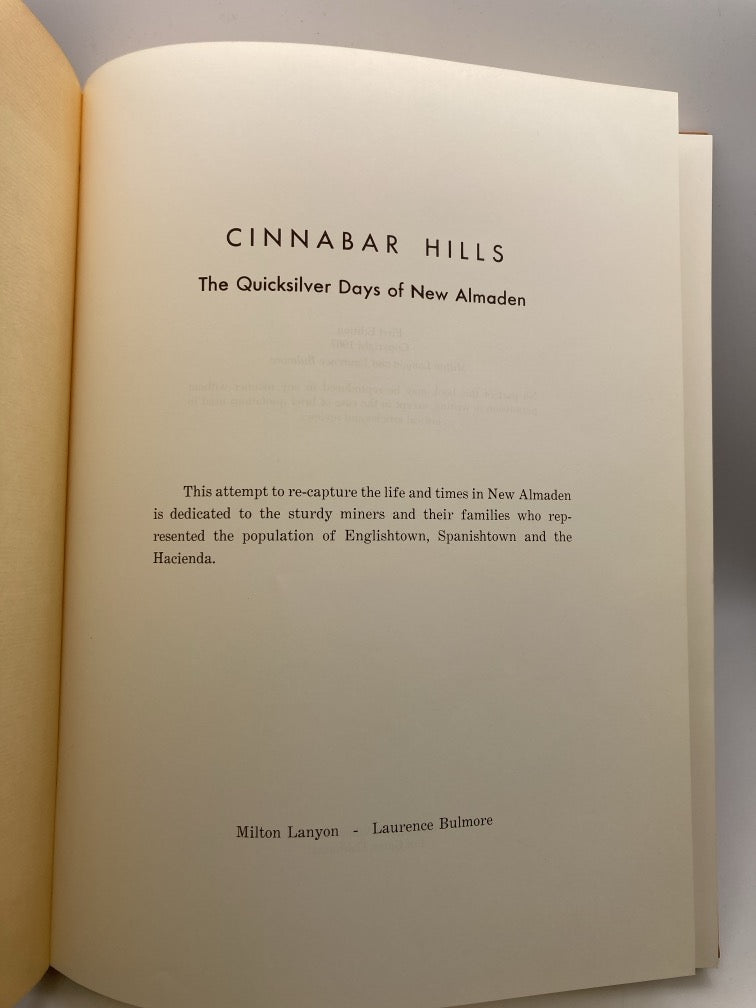 CINNABAR HILLS
The Quicksilver Days of New Almaden
This attempt to re-capture the life and times in New Almaden
is dedicated to the sturdy miners and their families who rep-
resented the population of Englishtown, Spanishtown and the
Hacienda.
Milton Lanyon - Laurence Bulmore